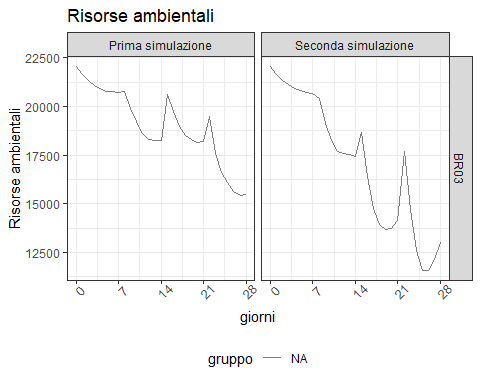 Risorse ambientali
Prima simulazione
Seconda simulazione
BR03
Risorse ambientali
22500
20000
17500
15000
12500
0 7 14 21 28
0 7 14 21 28
giorni
gruppo NA